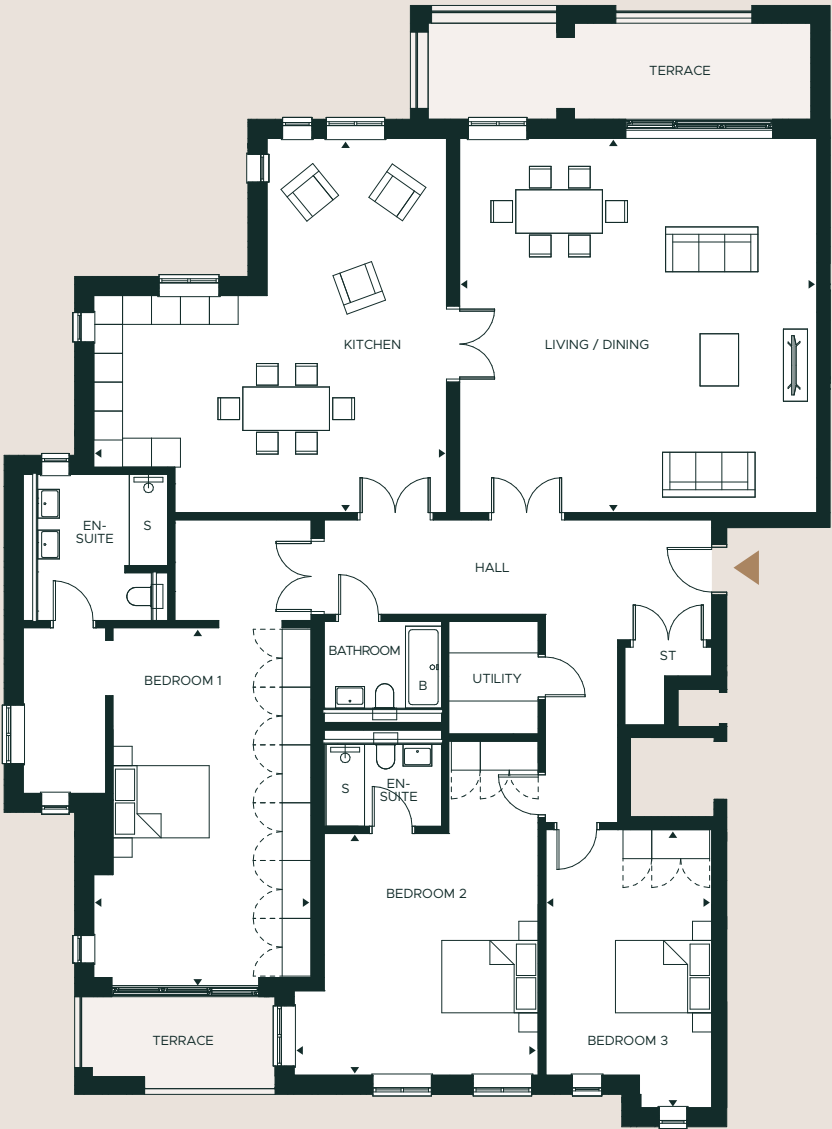 TERRACE
KITCHEN
LIVING / DINING
EN-
SUITE
S
HALL
BATHROOM
B
UTILITY
ST
BEDROOM 1
S
EN-
SUITE
BEDROOM 2
TERRACE
BEDROOM 3